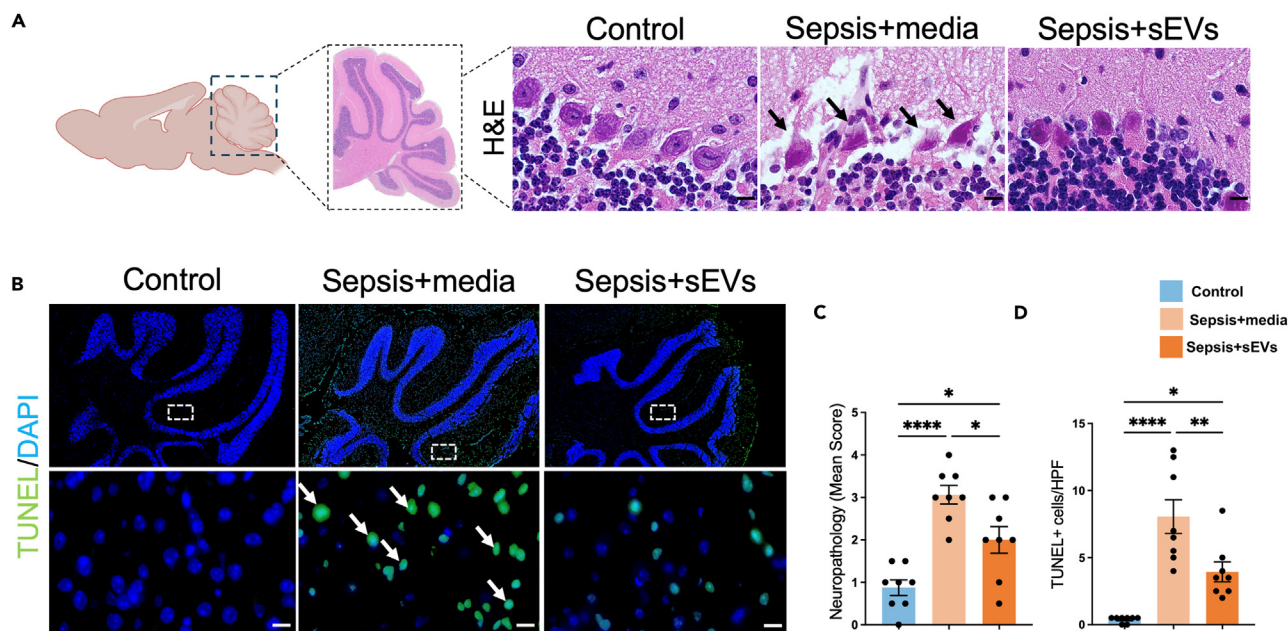 A
Control
Sepsis+media
Sepsis+sEVs
H&E
B
Control
Sepsis+media
Sepsis+sEVs
TUNEL/DAPI
Control
Sepsis+media
Sepsis+sEVs
C
Neuropathology (Mean Score)
5
4
3
2
1
0
*
**** *
D
TUNEL+ cells/HPF
15
10
5
0
*
**** **